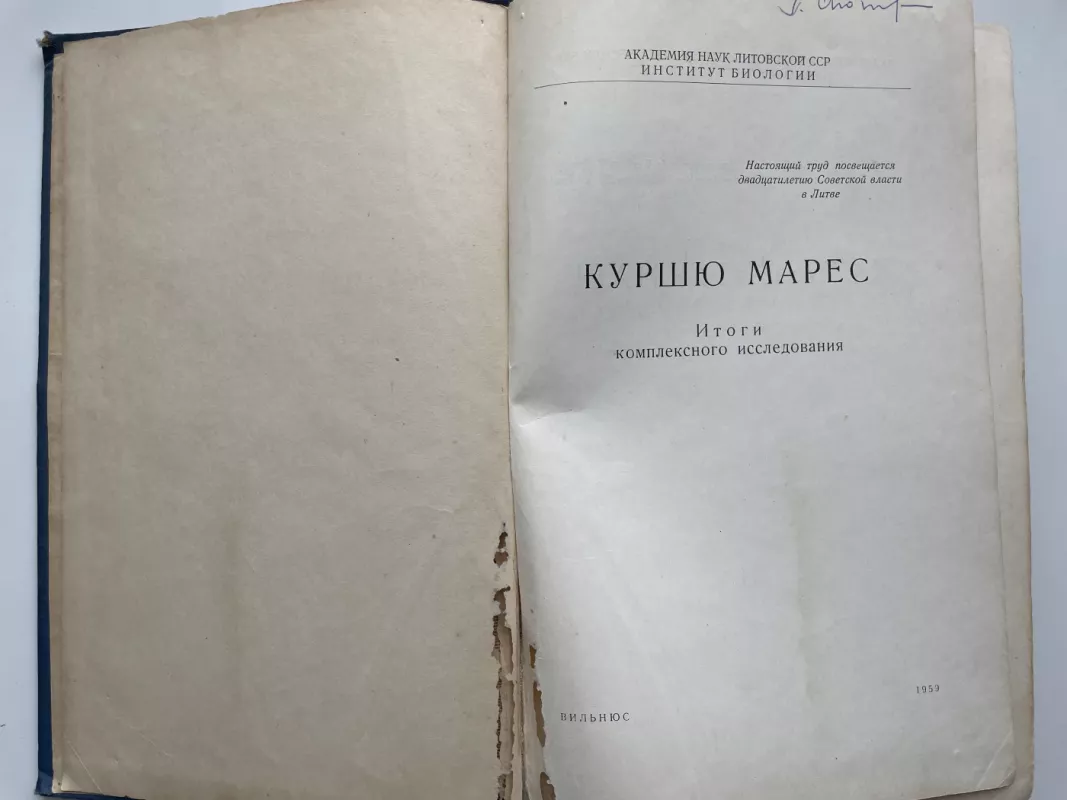 АКАДЕМИЯ НАУК ЛИТОВСКОЙ ССР
ИНСТИТУТ БИОЛОГИИ
Настоящий труд посвещается
двадцатилетию Советской власти
в Литве
КУРШЮ МАРЕС
Итоги
комплексного исследования
1959
ВИЛЬНЮС